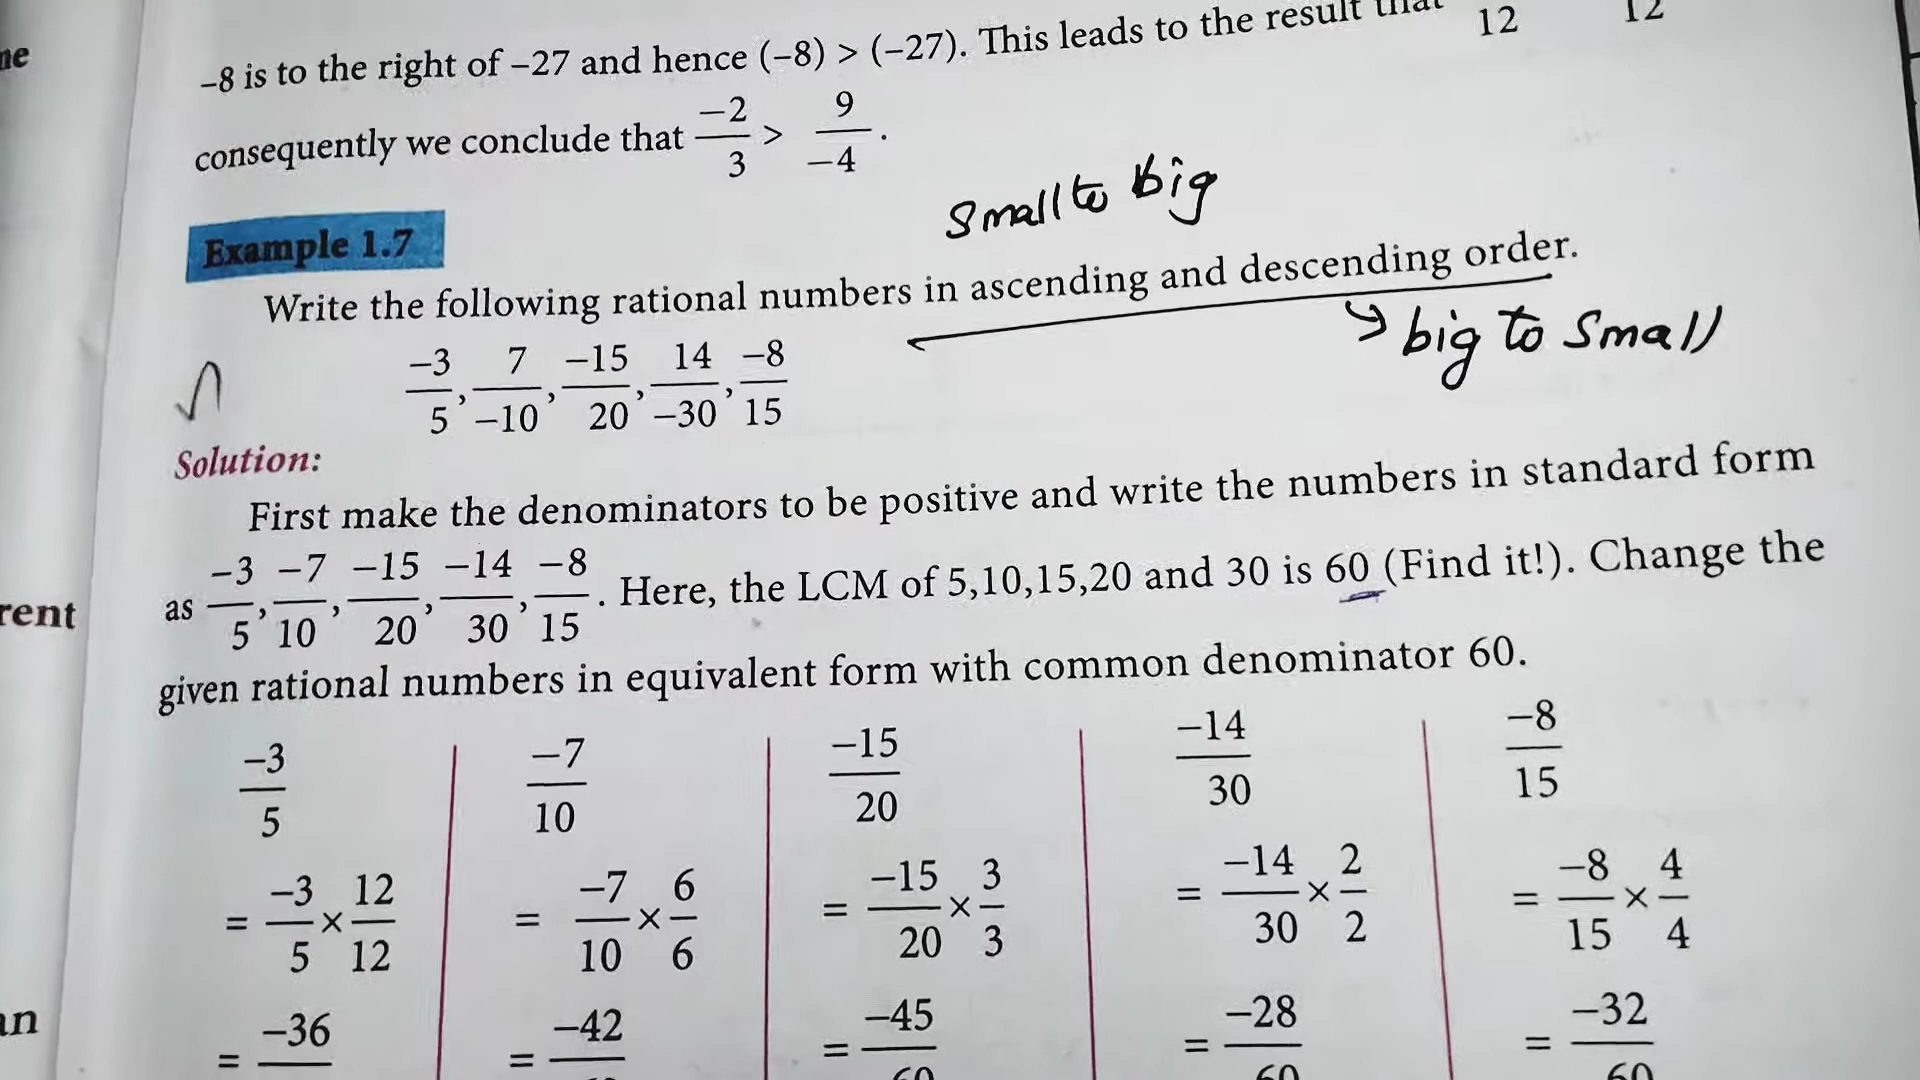 ne
–8 is to the right of –27 and hence (–8) > (–27). This leads to the result that 12 12
consequently we conclude that –2/3 > 9/–4.
Small to big
Example 1.7
Write the following rational numbers in ascending and descending order.
big to Small
–3/5, 7/–10, –15/20, 14/–30, –8/15
Solution:
First make the denominators to be positive and write the numbers in standard form
as –3/5, –7/10, –15/20, –14/30, –8/15. Here, the LCM of 5,10,15,20 and 30 is 60 (Find it!). Change the
rent
given rational numbers in equivalent form with common denominator 60.
–3/5 –7/10 –15/20 –14/30 –8/15
= –3/5 × 12/12 = –7/10 × 6/6 = –15/20 × 3/3 = –14/30 × 2/2 = –8/15 × 4/4
an
= –36 = –42 = –45/60 = –28/60 = –32/60